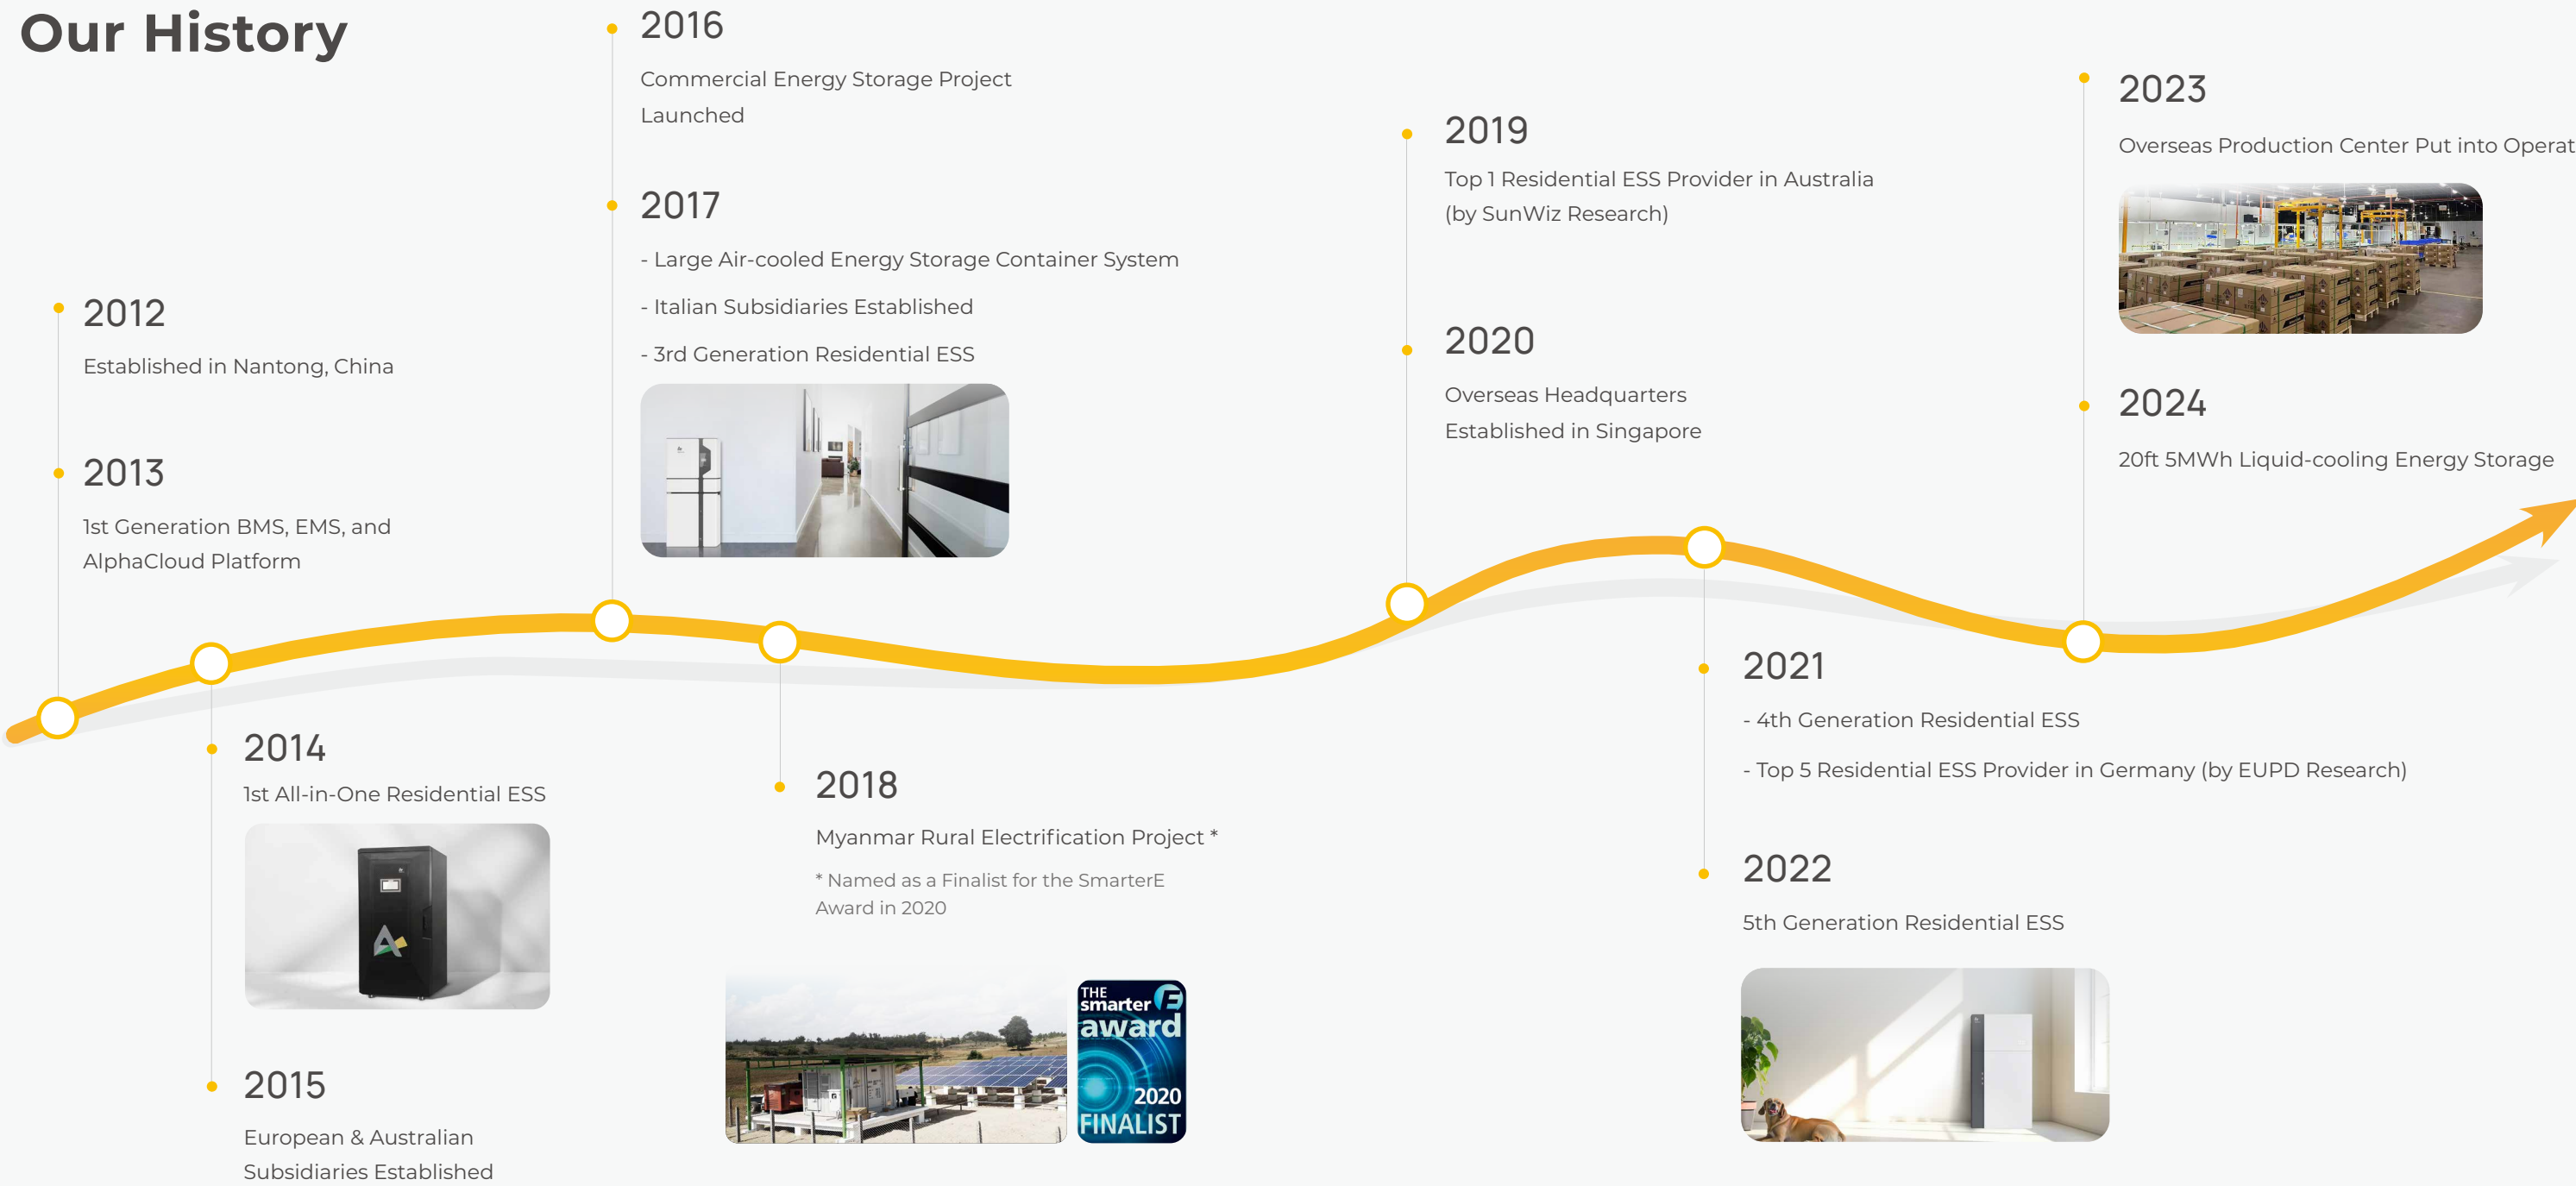 Our History
2012
Established in Nantong, China
2013
1st Generation BMS, EMS, and
AlphaCloud Platform
2014
1st All-in-One Residential ESS
2015
European & Australian
Subsidiaries Established
2016
Commercial Energy Storage Project
Launched
2017
- Large Air-cooled Energy Storage Container System
- Italian Subsidiaries Established
- 3rd Generation Residential ESS
2018
Myanmar Rural Electrification Project *
* Named as a Finalist for the SmarterE
Award in 2020
THE
smarter E
award
2020
FINALIST
2019
Top 1 Residential ESS Provider in Australia
(by SunWiz Research)
2020
Overseas Headquarters
Established in Singapore
2021
- 4th Generation Residential ESS
- Top 5 Residential ESS Provider in Germany (by EUPD Research)
2022
5th Generation Residential ESS
2023
Overseas Production Center Put into Operat
2024
20ft 5MWh Liquid-cooling Energy Storage